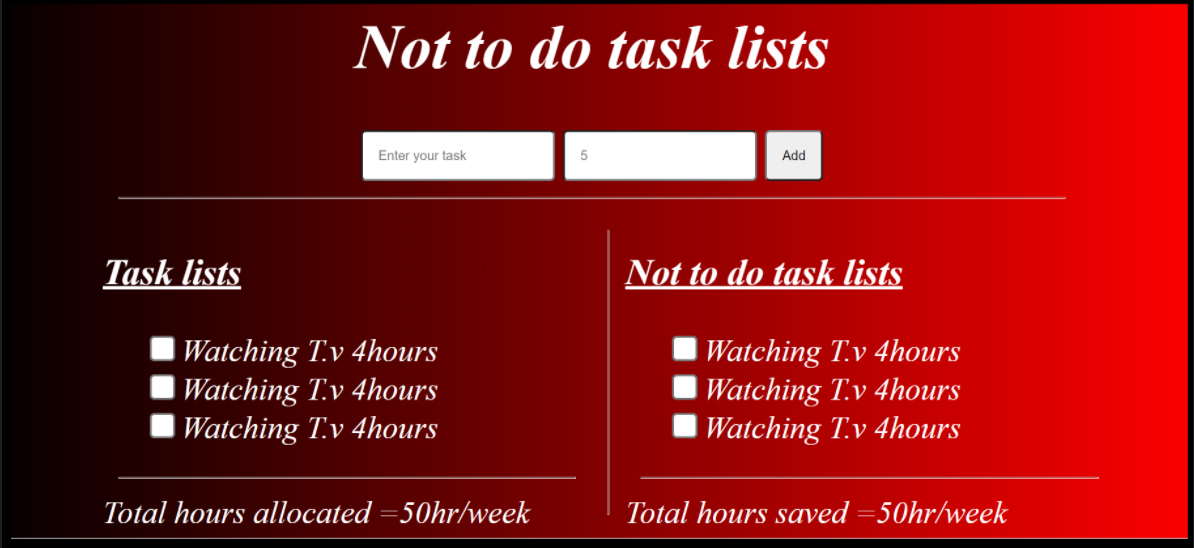 Not to do task lists
Enter your task
5
Add
Task lists
Watching T.v 4hours
Watching T.v 4hours
Watching T.v 4hours
Total hours allocated =50hr/week
Not to do task lists
Watching T.v 4hours
Watching T.v 4hours
Watching T.v 4hours
Total hours saved =50hr/week